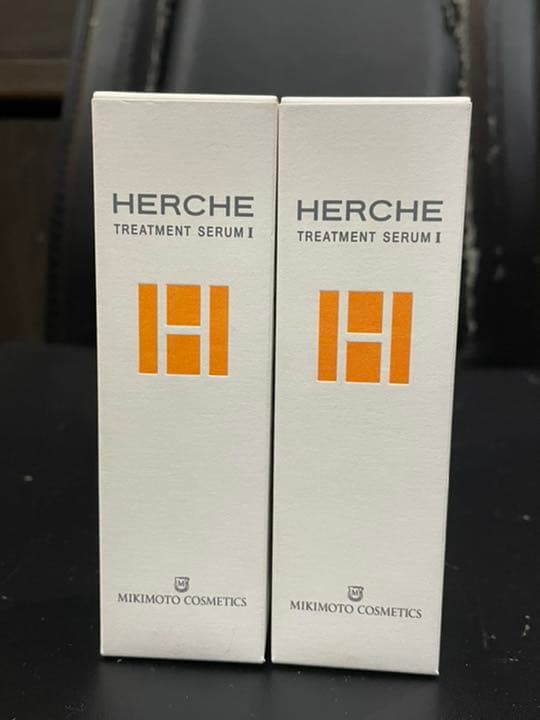 HERCHE
TREATMENT SERUM I
H
M
MIKIMOTO COSMETICS
HERCHE
TREATMENT SERUM I
H
M
MIKIMOTO COSMETICS